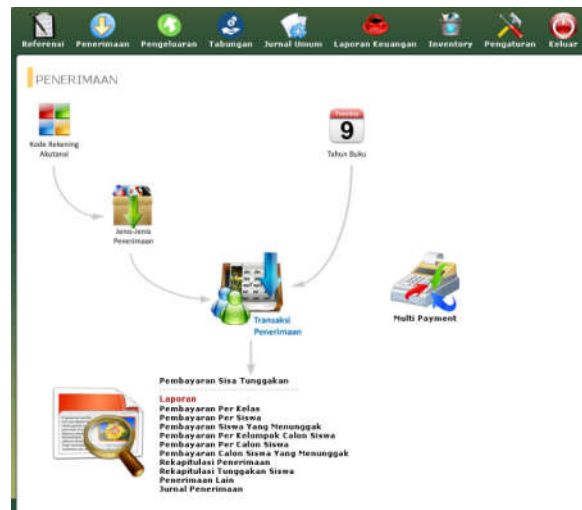 Referensi Penerimaan Pengeluaran Tabungan Jurnal Umum Laporan Keuangan Inventory Pengaturan Keluar
PENERIMAAN
Kode Rekening
Akutansi
9
Tahun Buku
Jenis-Jenis
Penerimaan
Transaksi
Penerimaan
Multi Payment
Pembayaran Sisa Tunggakan
Laporan
Pembayaran Per Kelas
Pembayaran Per Siswa
Pembayaran Siswa Yang Menunggak
Pembayaran Per Kelompok Calon Siswa
Pembayaran Per Calon Siswa
Pembayaran Calon Siswa Yang Menunggak
Rekapitulasi Penerimaan
Rekapitulasi Tunggakan Siswa
Penerimaan Lain
Jurnal Penerimaan